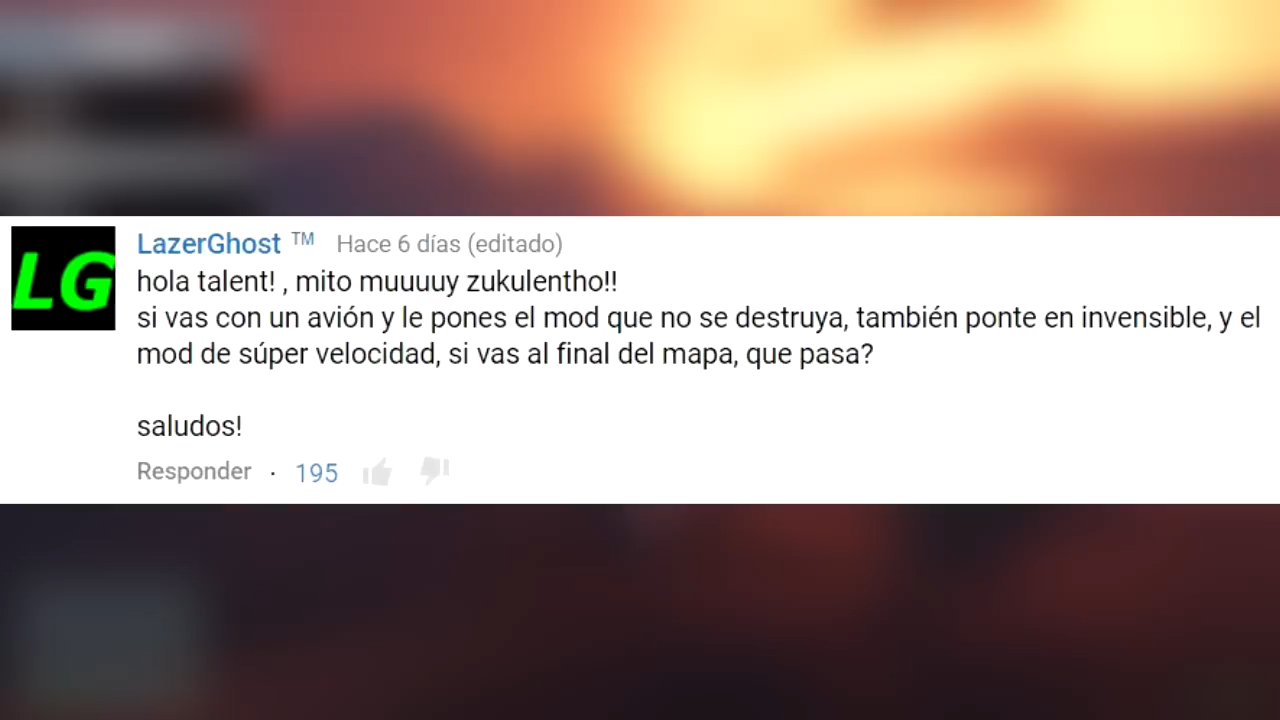 LG
LazerGhost ™ Hace 6 días (editado)
hola talent! , mito muuuuy zukulentho!!
si vas con un avión y le pones el mod que no se destruya, también ponte en invensible, y el
mod de súper velocidad, si vas al final del mapa, que pasa?
saludos!
Responder · 195